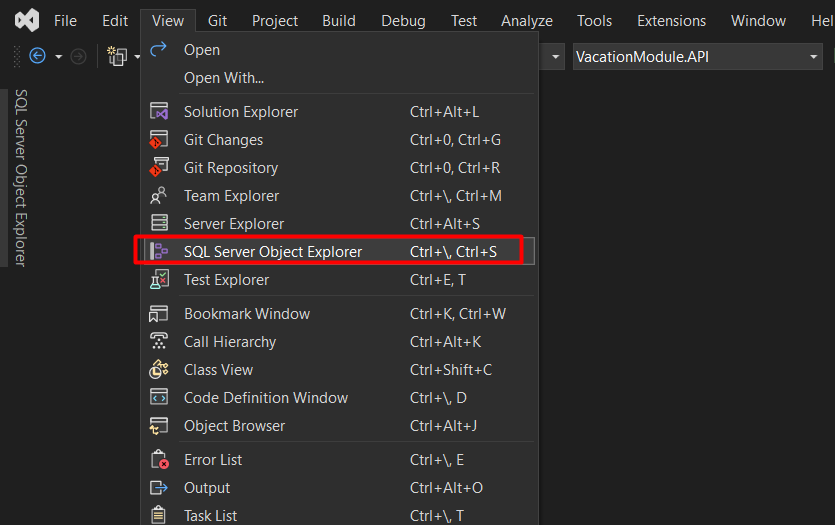 File Edit View Git Project Build Debug Test Analyze Tools Extensions Window Hel
VacationModule.API
SQL Server Object Explorer
Open
Open With...
Solution Explorer Ctrl+Alt+L
Git Changes Ctrl+0, Ctrl+G
Git Repository Ctrl+0, Ctrl+R
Team Explorer Ctrl+\, Ctrl+M
Server Explorer Ctrl+Alt+S
SQL Server Object Explorer Ctrl+\, Ctrl+S
Test Explorer Ctrl+E, T
Bookmark Window Ctrl+K, Ctrl+W
Call Hierarchy Ctrl+Alt+K
Class View Ctrl+Shift+C
Code Definition Window Ctrl+\, D
Object Browser Ctrl+Alt+J
Error List Ctrl+\, E
Output Ctrl+Alt+O
Task List Ctrl+\, T